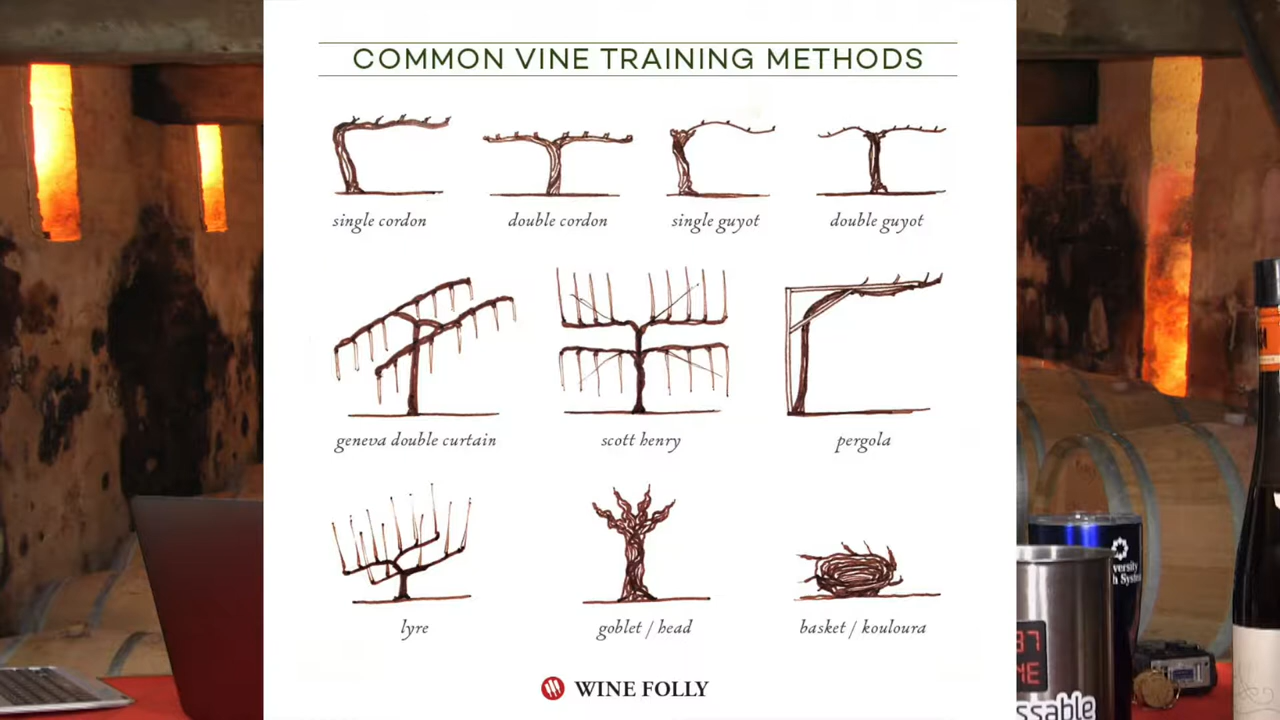 COMMON VINE TRAINING METHODS
single cordon
double cordon
single guyot
double guyot
geneva double curtain
scott henry
pergola
lyre
goblet / head
basket / kouloura
WINE FOLLY